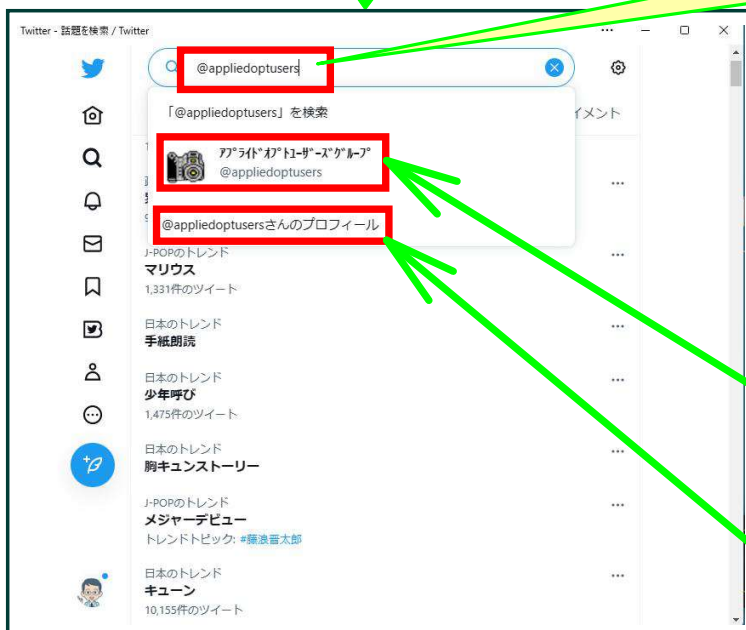 Twitter - 話題を検索 / Twitter
@appliedoptusers
「@appliedoptusers」を検索
イメント
ｱﾌﾟﾗｲﾄﾞｵﾌﾟﾄﾕｰｻﾞｰｽﾞｸﾞﾙｰﾌﾟ
@appliedoptusers
@appliedoptusersさんのプロフィール
J-POPのトレンド
マリウス
1,331件のツイート
日本のトレンド
手紙朗読
日本のトレンド
少年呼び
1,475件のツイート
日本のトレンド
胸キュンストーリー
J-POPのトレンド
メジャーデビュー
トレンドトピック: #藤浪晋太郎
日本のトレンド
キューン
10,155件のツイート